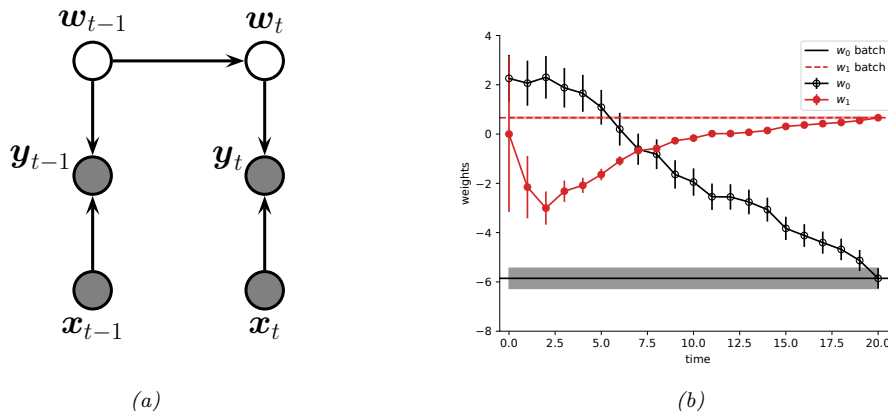 w_{t-1} w_t
y_{t-1} y_t
x_{t-1} x_t
(a)
4
2
0
−2
−4
−6
−8
weights
w_0 batch
w_1 batch
w_0
w_1
0.0 2.5 5.0 7.5 10.0 12.5 15.0 17.5 20.0
time
(b)